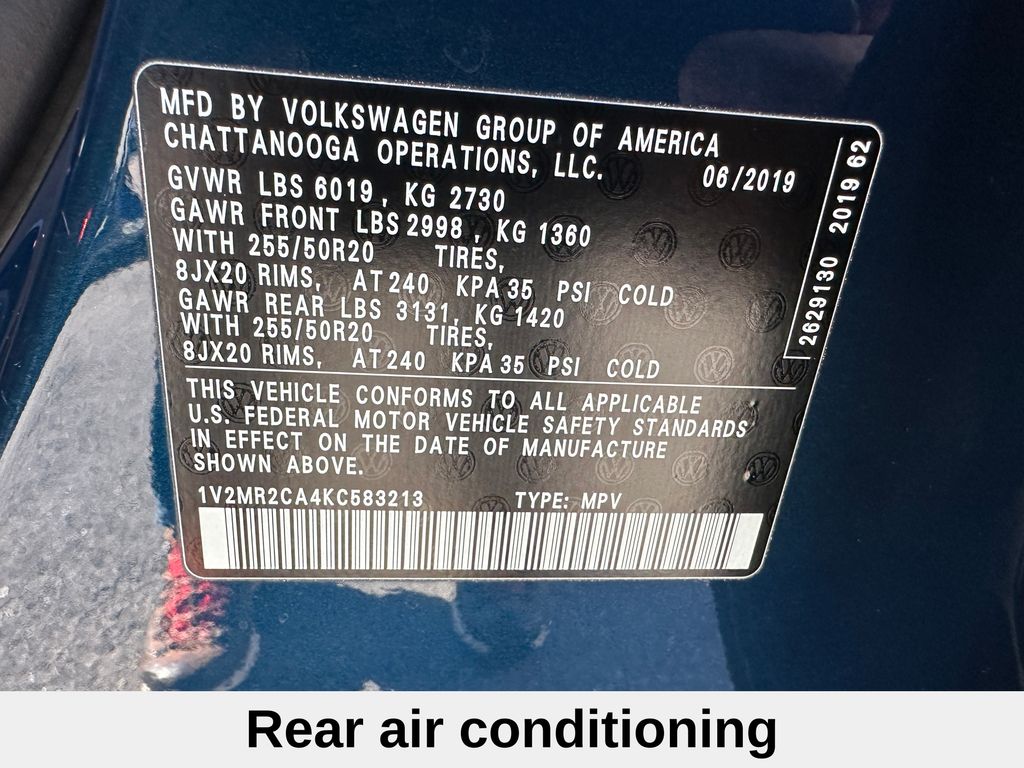 MFD BY VOLKSWAGEN GROUP OF AMERICA
CHATTANOOGA OPERATIONS, LLC.
06/2019
GVWR LBS 6019, KG 2730
GAWR FRONT LBS 2998, KG 1360
WITH 255/50R20 TIRES,
8JX20 RIMS, AT 240 KPA 35 PSI COLD
GAWR REAR LBS 3131, KG 1420
WITH 255/50R20 TIRES,
8JX20 RIMS, AT 240 KPA 35 PSI COLD
2629130 2019 62
THIS VEHICLE CONFORMS TO ALL APPLICABLE
U.S. FEDERAL MOTOR VEHICLE SAFETY STANDARDS
IN EFFECT ON THE DATE OF MANUFACTURE
SHOWN ABOVE.
1V2MR2CA4KC583213 TYPE: MPV
Rear air conditioning